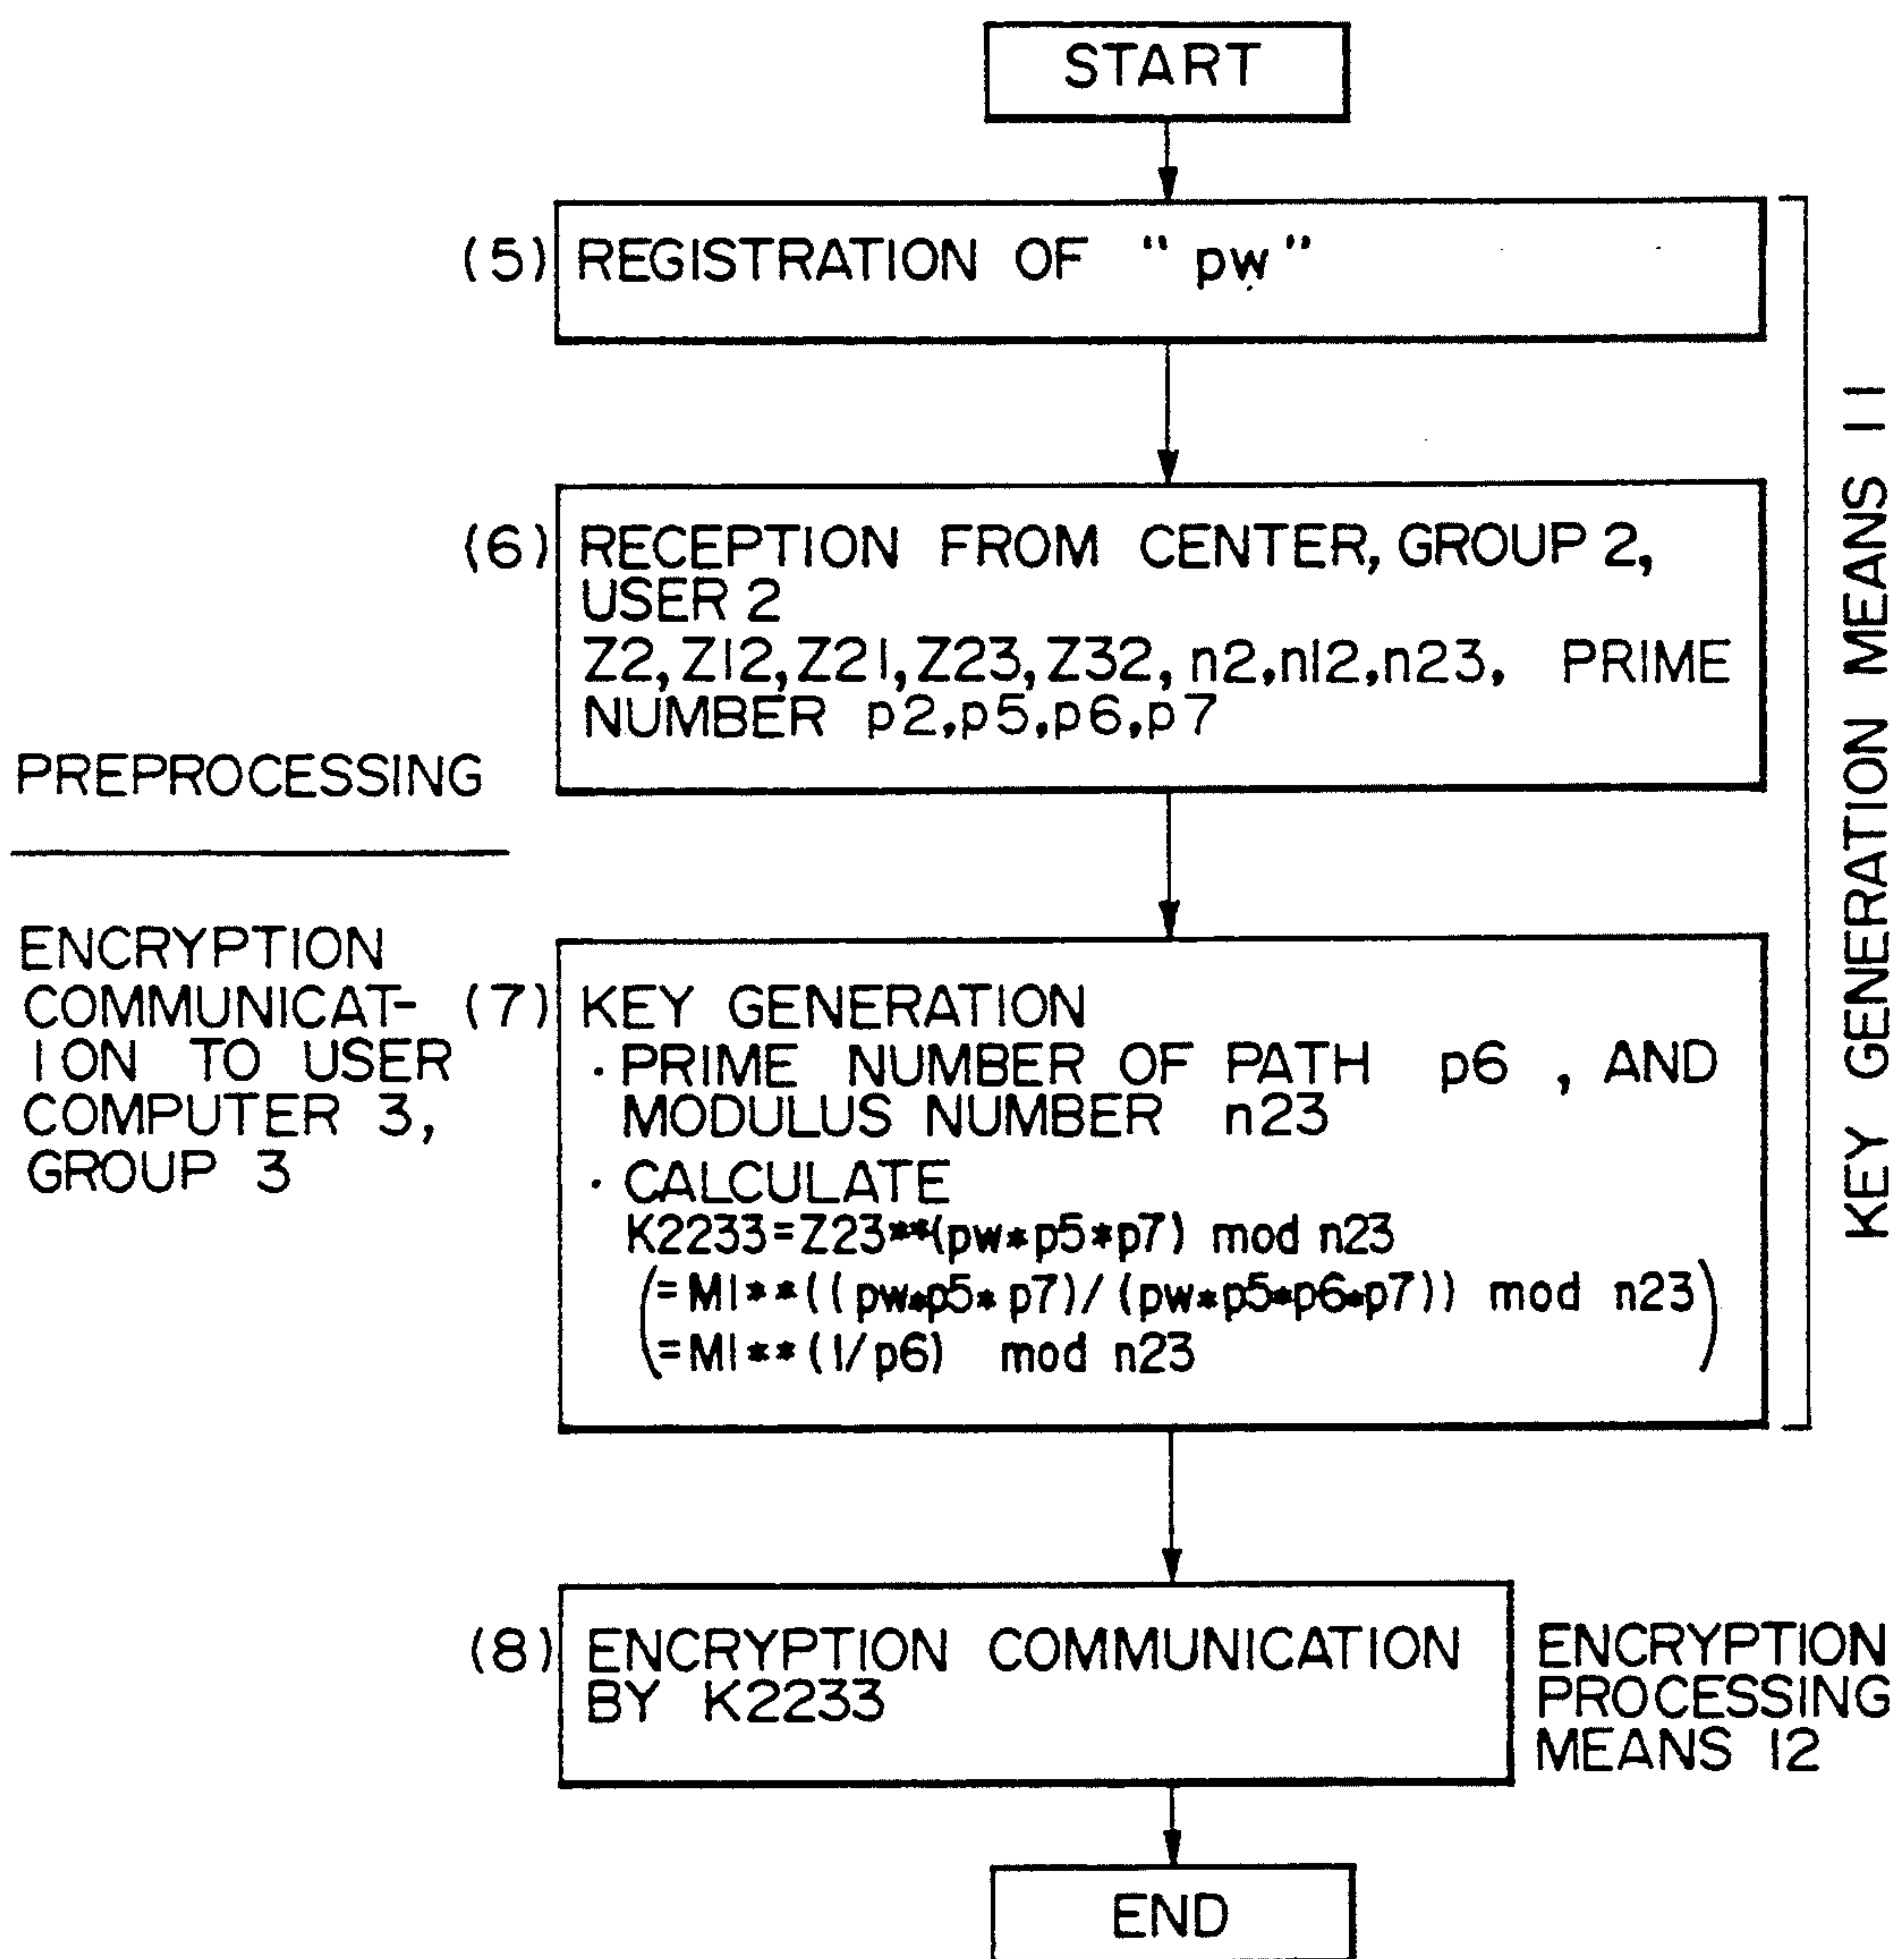 START
(5) REGISTRATION OF "pw"
(6) RECEPTION FROM CENTER, GROUP 2,
USER 2
Z2,Z12,Z21,Z23,Z32,n2,n12,n23, PRIME
NUMBER p2,p5,p6,p7
PREPROCESSING
ENCRYPTION
COMMUNICAT-
ION TO USER
COMPUTER 3,
GROUP 3
(7) KEY GENERATION
· PRIME NUMBER OF PATH p6 , AND
MODULUS NUMBER n23
· CALCULATE
K2233=Z23**(pw*p5*p7) mod n23
(=M1**((pw*p5*p7)/(pw*p5*p6*p7)) mod n23
=M1**(1/p6) mod n23)
KEY GENERATION MEANS 11
(8) ENCRYPTION COMMUNICATION
BY K2233
ENCRYPTION
PROCESSING
MEANS 12
END